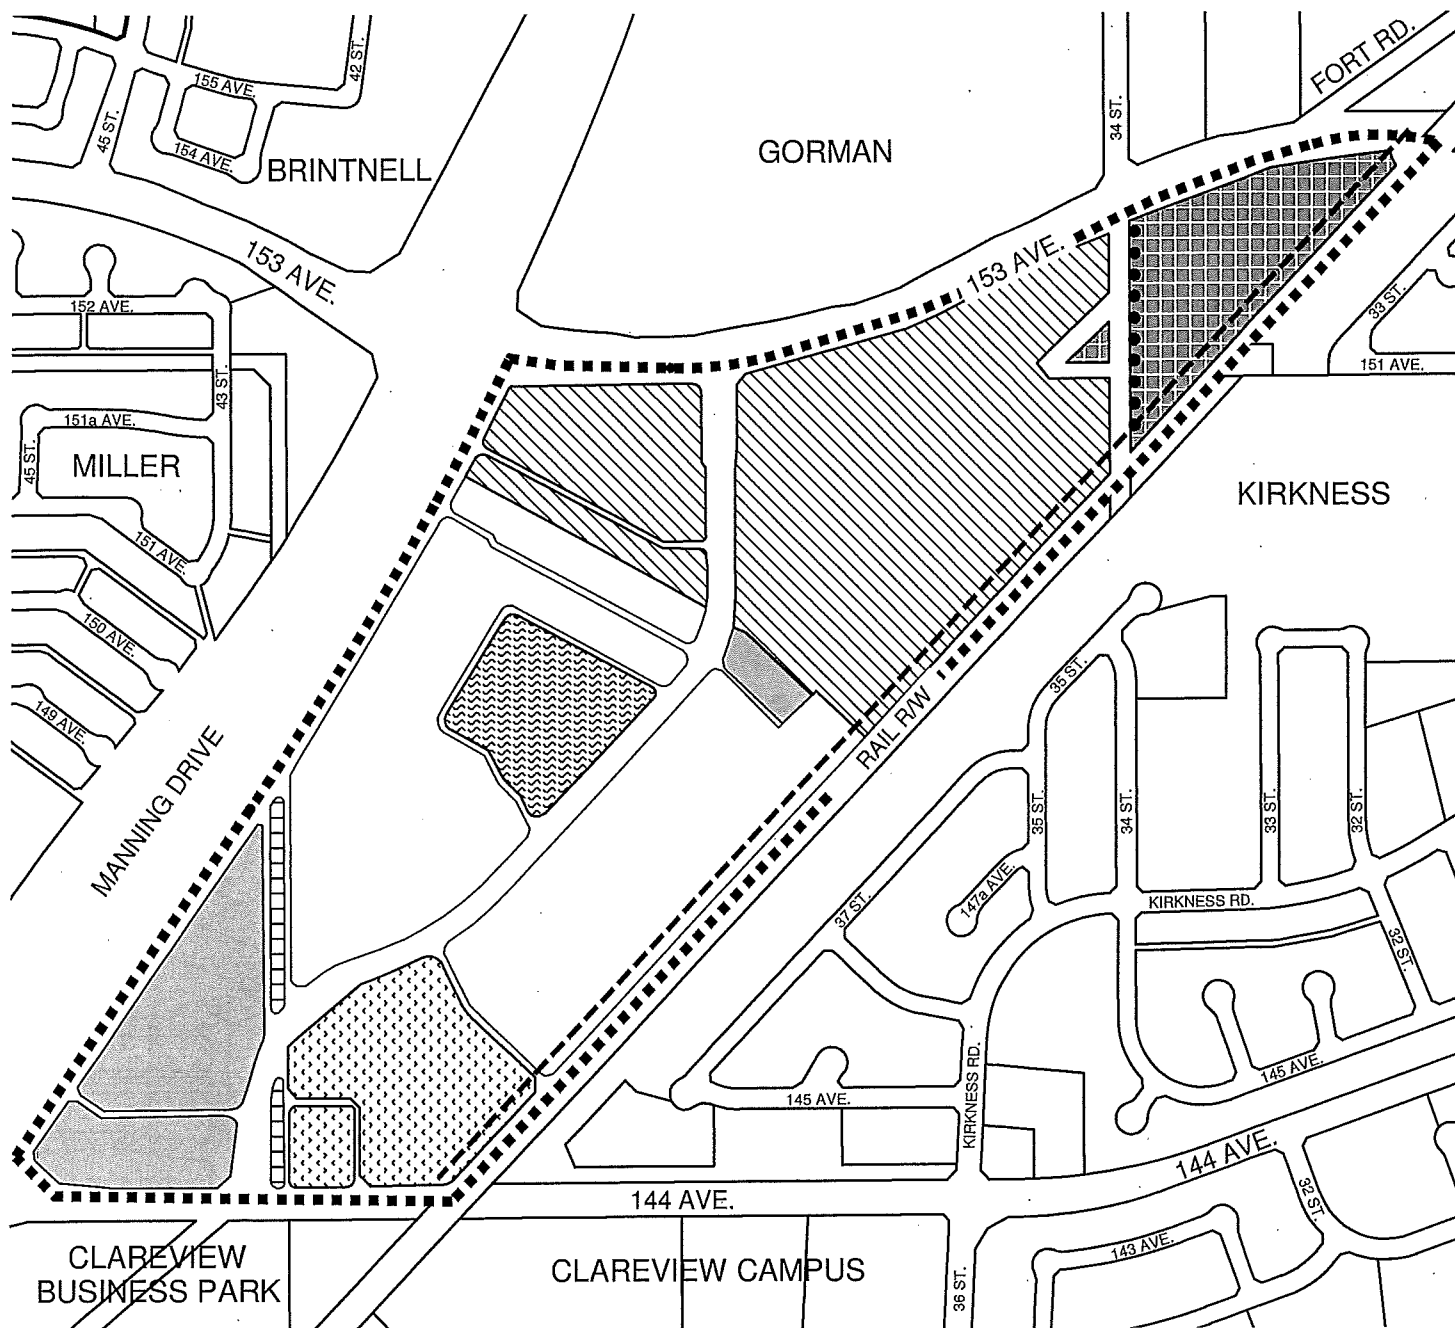 FORT RD.
42 ST.
155 AVE.
45 ST.
34 ST.
154 AVE.
BRINTNELL
GORMAN
153 AVE.
153 AVE.
152 AVE.
33 ST.
151 AVE.
43 ST.
151a AVE.
45 ST.
MILLER
KIRKNESS
151 AVE.
150 AVE.
35 ST.
149 AVE.
RAIL R/W
MANNING DRIVE
35 ST.
34 ST.
33 ST.
32 ST.
147a AVE.
37 ST.
KIRKNESS RD.
32 ST.
KIRKNESS RD.
145 AVE.
145 AVE.
144 AVE.
144 AVE.
32 ST.
143 AVE.
CLAREVIEW
BUSINESS PARK
CLAREVIEW CAMPUS
36 ST.